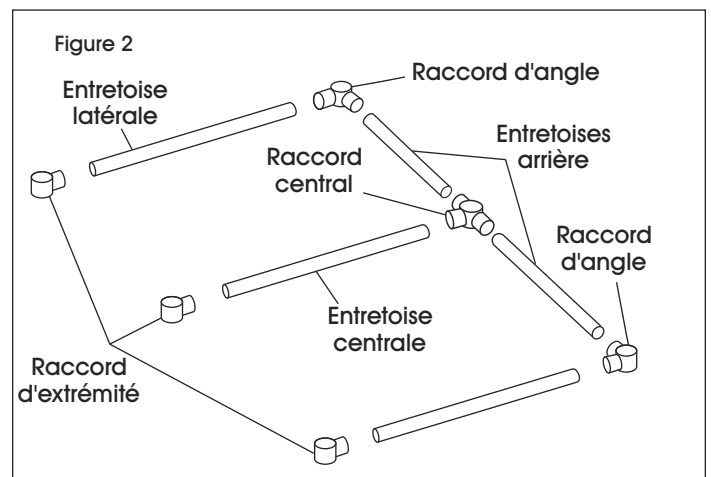 Figure 2
Entretoise
latérale
Raccord d'angle
Entretoises
arrière
Raccord
central
Raccord
d'angle
Entretoise
centrale
Raccord
d'extrémité